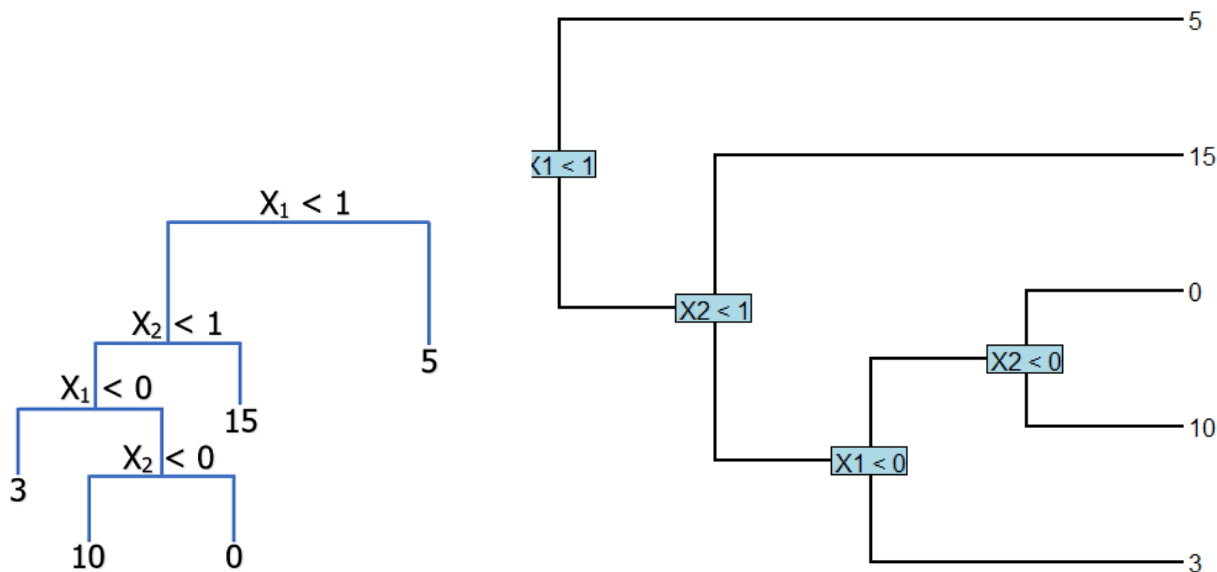 X₁ < 1
X₂ < 1
5
X₁ < 0
15
X₂ < 0
3
10
0
5
X1 < 1
15
X2 < 1
0
X2 < 0
10
X1 < 0
3